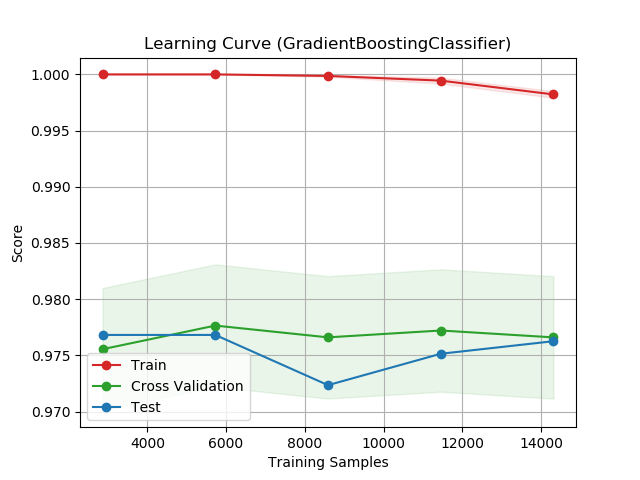 Learning Curve (GradientBoostingClassifier)
Score
1.000
0.995
0.990
0.985
0.980
0.975
0.970
Train
Cross Validation
Test
4000 6000 8000 10000 12000 14000
Training Samples